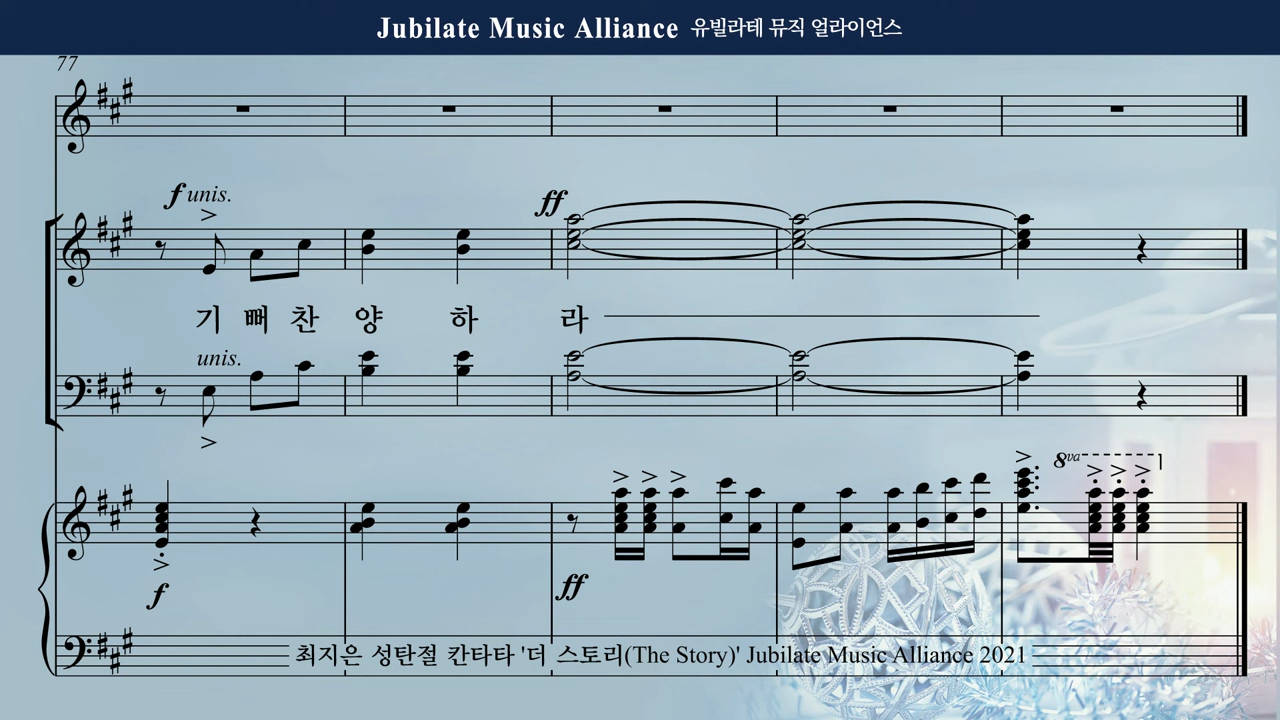 Jubilate Music Alliance 유빌라테 뮤직 얼라이언스
77
f unis.
ff
기 뻐 찬 양 하 라
unis.
8va
f
ff
최지은 성탄절 칸타타 '더 스토리(The Story)' Jubilate Music Alliance 2021